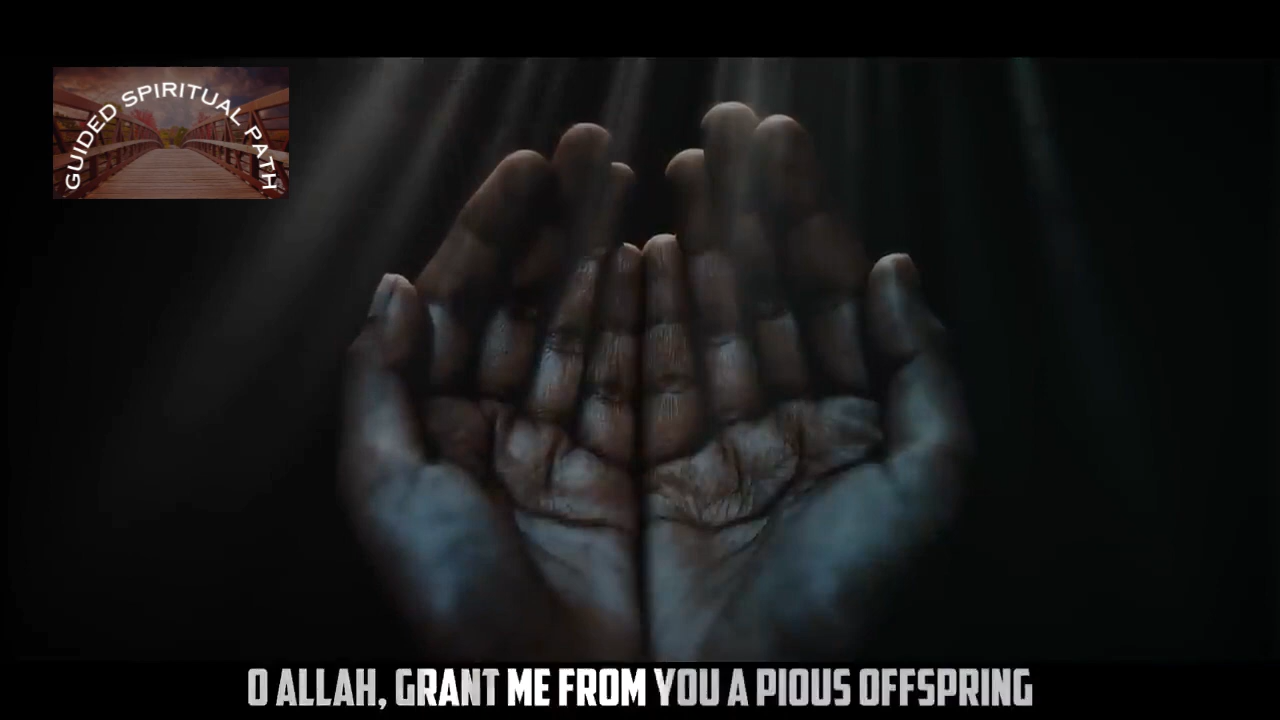 GUIDED SPIRITUAL PATH
O ALLAH, GRANT ME FROM YOU A PIOUS OFFSPRING